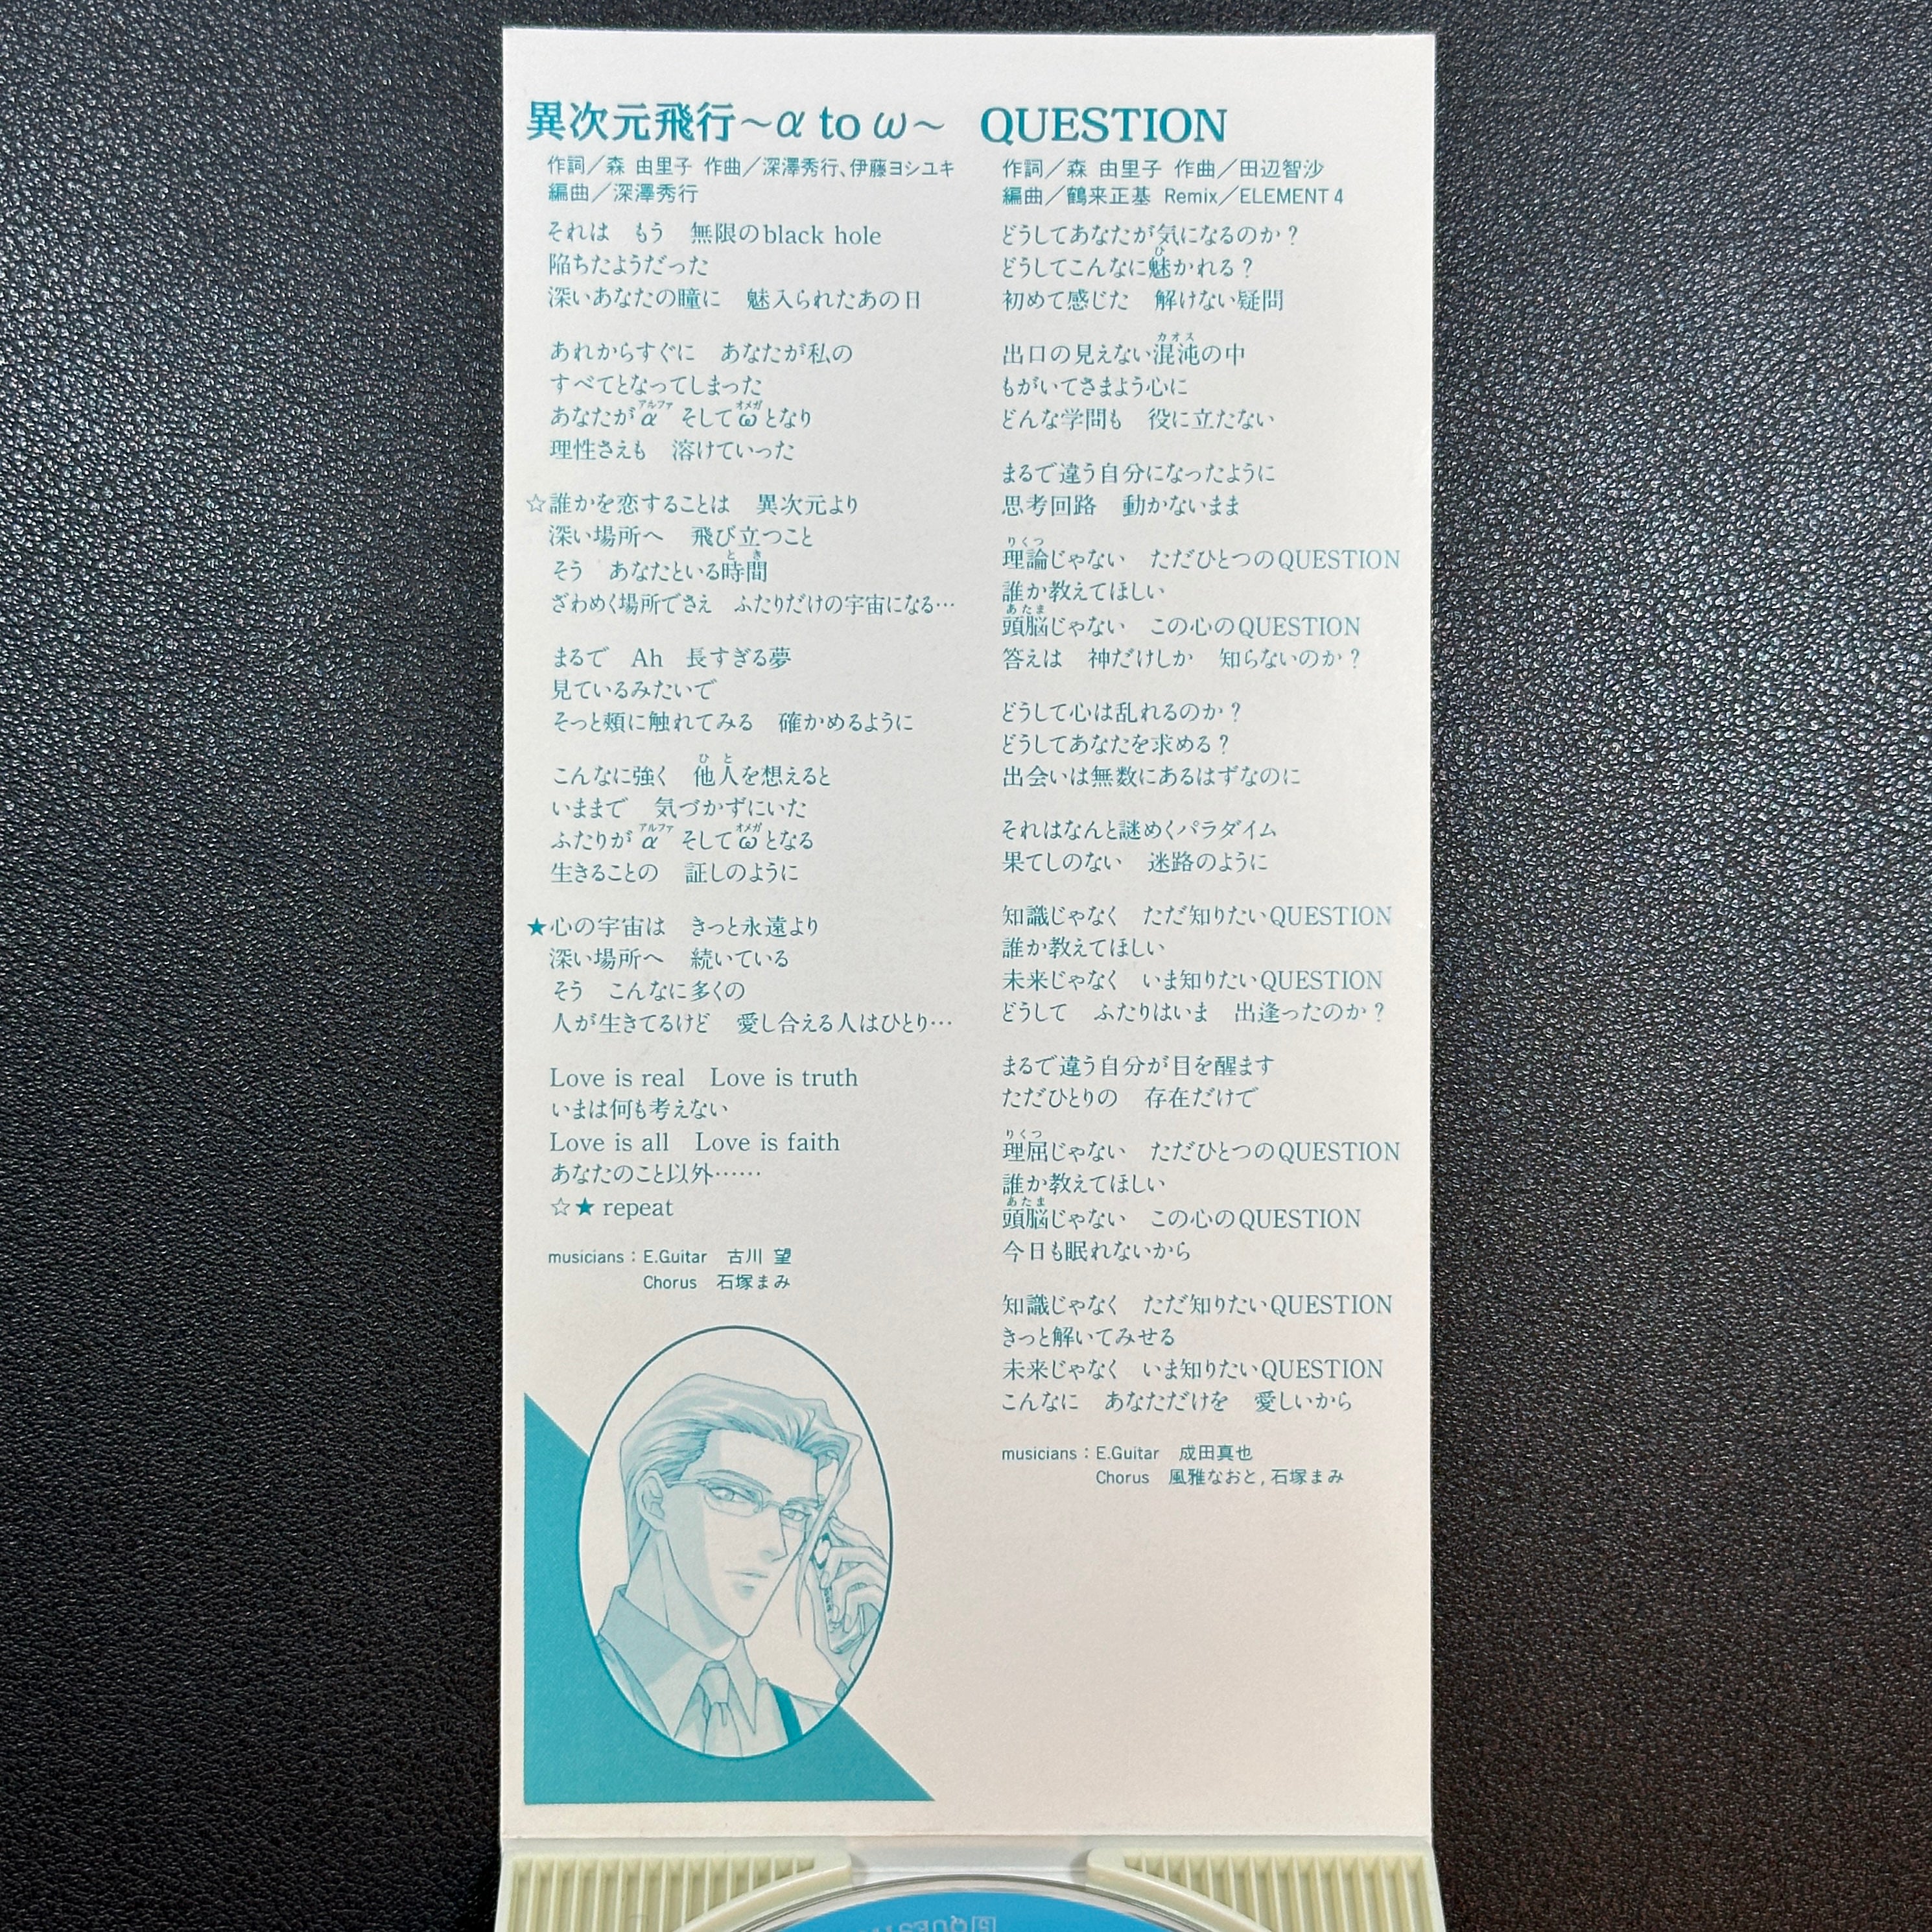 異次元飛行～α to ω～
作詞／森 由里子 作曲／深澤秀行、伊藤ヨシユキ
編曲／深澤秀行
それは　もう　無限のblack hole
陥ちたようだった
深いあなたの瞳に　魅入られたあの日
あれからすぐに　あなたが私の
すべてとなってしまった
アルファ オメガ
あなたがα そしてωとなり
理性さえも　溶けていった
☆誰かを恋することは　異次元より
深い場所へ　飛び立つこと
とき
そう　あなたといる時間
ざわめく場所でさえ　ふたりだけの宇宙になる…
まるで　Ah　長すぎる夢
見ているみたいで
そっと頬に触れてみる　確かめるように
ひと
こんなに強く　他人を想えると
いままで　気づかずにいた
アルファ オメガ
ふたりがα そしてωとなる
生きることの　証しのように
★心の宇宙は　きっと永遠より
深い場所へ　続いている
そう　こんなに多くの
人が生きてるけど　愛し合える人はひとり…
Love is real　Love is truth
いまは何も考えない
Love is all　Love is faith
あなたのこと以外……
☆★ repeat
musicians：E.Guitar　古川 望
Chorus　石塚まみ
QUESTION
作詞／森 由里子 作曲／田辺智沙
編曲／鶴来正基 Remix／ELEMENT 4
どうしてあなたが気になるのか？
ひ
どうしてこんなに魅かれる？
初めて感じた　解けない疑問
カオス
出口の見えない混沌の中
もがいてさまよう心に
どんな学問も　役に立たない
まるで違う自分になったように
思考回路　動かないまま
りくつ
理論じゃない　ただひとつのQUESTION
誰か教えてほしい
あたま
頭脳じゃない　この心のQUESTION
答えは　神だけしか　知らないのか？
どうして心は乱れるのか？
どうしてあなたを求める？
出会いは無数にあるはずなのに
それはなんと謎めくパラダイム
果てしのない　迷路のように
知識じゃなく　ただ知りたいQUESTION
誰か教えてほしい
未来じゃなく　いま知りたいQUESTION
どうして　ふたりはいま　出逢ったのか？
まるで違う自分が目を醒ます
ただひとりの　存在だけで
りくつ
理屈じゃない　ただひとつのQUESTION
誰か教えてほしい
あたま
頭脳じゃない　この心のQUESTION
今日も眠れないから
知識じゃなく　ただ知りたいQUESTION
きっと解いてみせる
未来じゃなく　いま知りたいQUESTION
こんなに　あなただけを　愛しいから
musicians：E.Guitar　成田真也
Chorus　風雅なおと, 石塚まみ